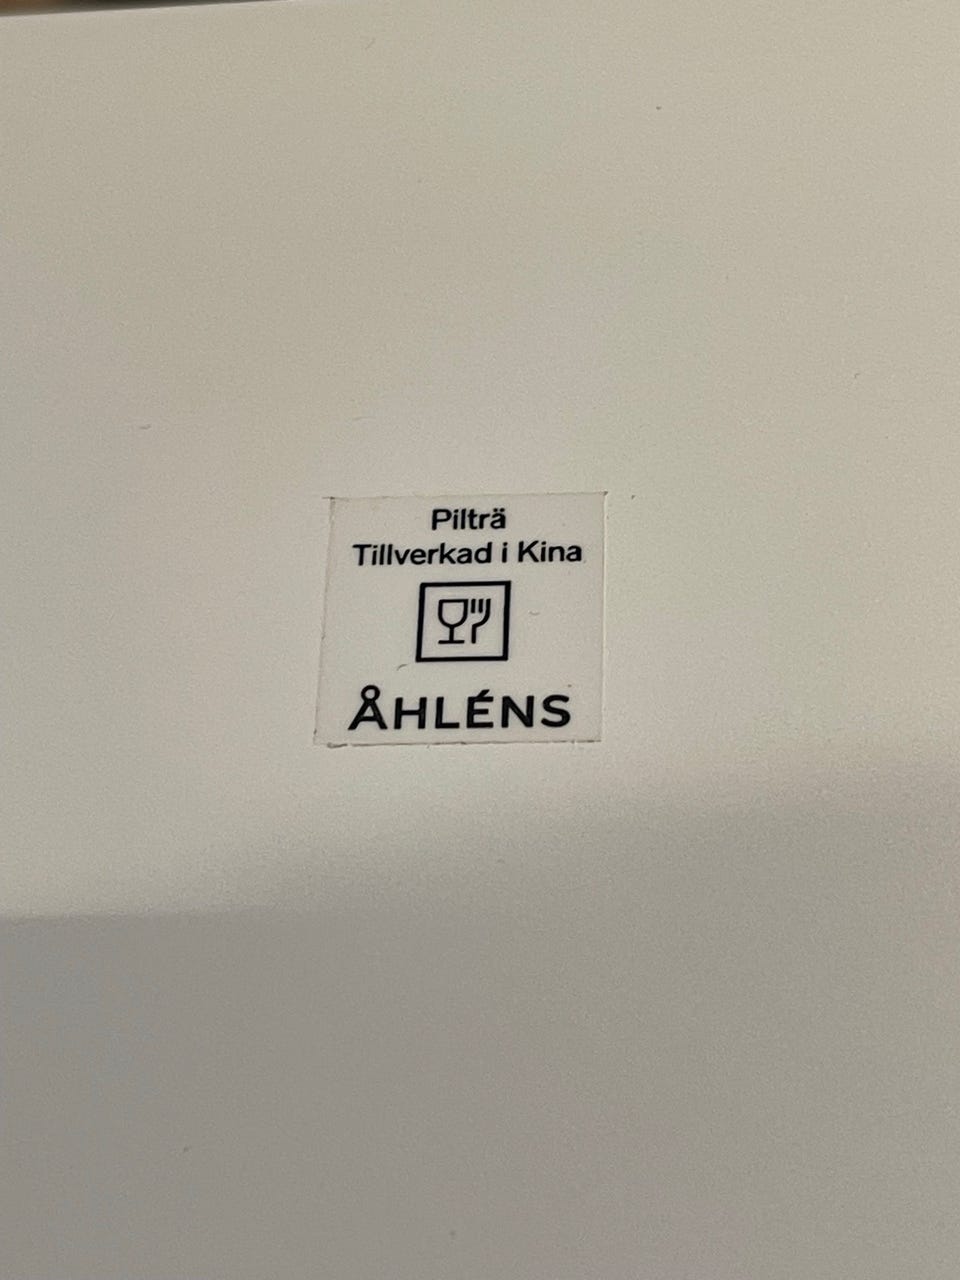 Pilträ
Tillverkad i Kina
ÅHLÉNS